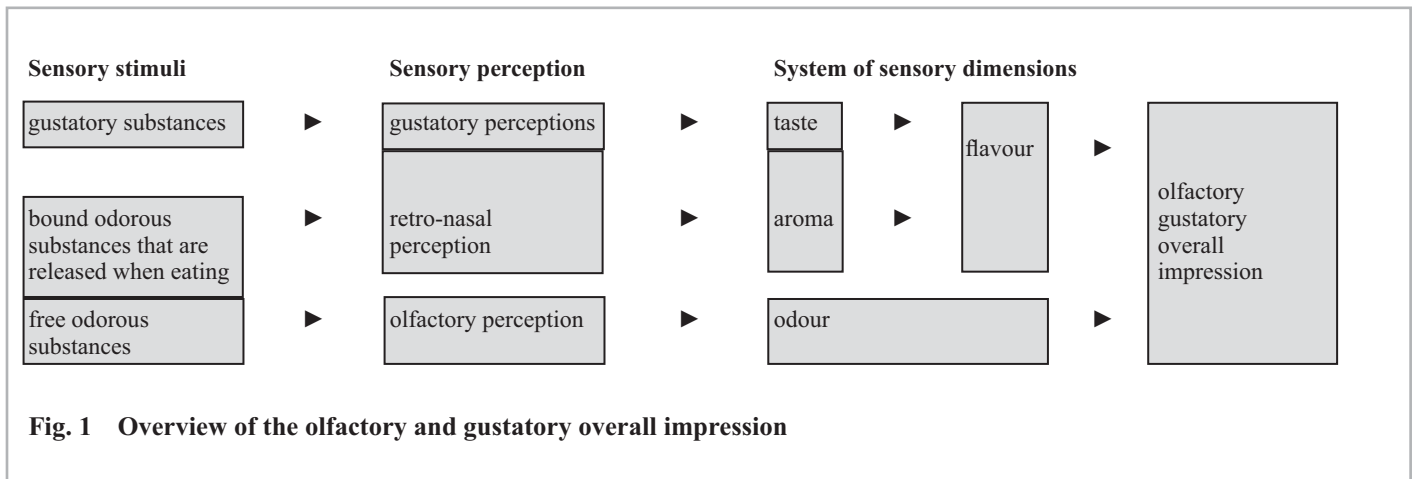 Sensory stimuli
Sensory perception
System of sensory dimensions
gustatory substances
►
gustatory perceptions
►
taste
►
flavour
►
olfactory
gustatory
overall
impression
bound odorous
substances that are
released when eating
►
retro-nasal
perception
►
aroma
►
free odorous
substances
►
olfactory perception
►
odour
►
Fig. 1 Overview of the olfactory and gustatory overall impression